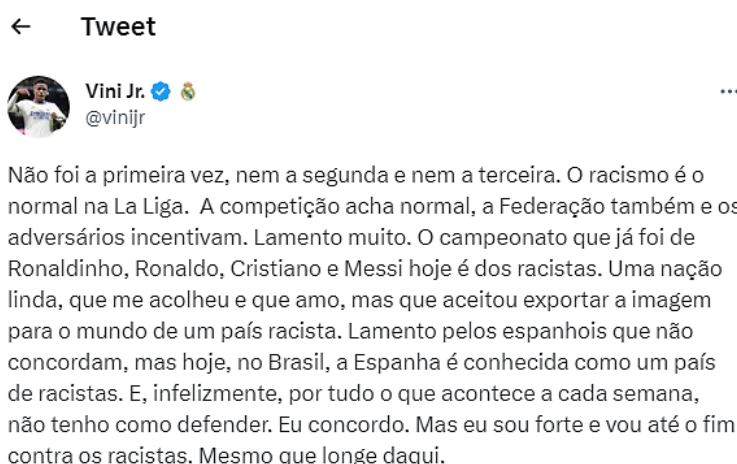 Tweet
Vini Jr.
@vinijr
Não foi a primeira vez, nem a segunda e nem a terceira. O racismo é o
normal na La Liga. A competição acha normal, a Federação também e os
adversários incentivam. Lamento muito. O campeonato que já foi de
Ronaldinho, Ronaldo, Cristiano e Messi hoje é dos racistas. Uma nação
linda, que me acolheu e que amo, mas que aceitou exportar a imagem
para o mundo de um país racista. Lamento pelos espanhois que não
concordam, mas hoje, no Brasil, a Espanha é conhecida como um país
de racistas. E, infelizmente, por tudo o que acontece a cada semana,
não tenho como defender. Eu concordo. Mas eu sou forte e vou até o fim
contra os racistas. Mesmo que longe daqui.